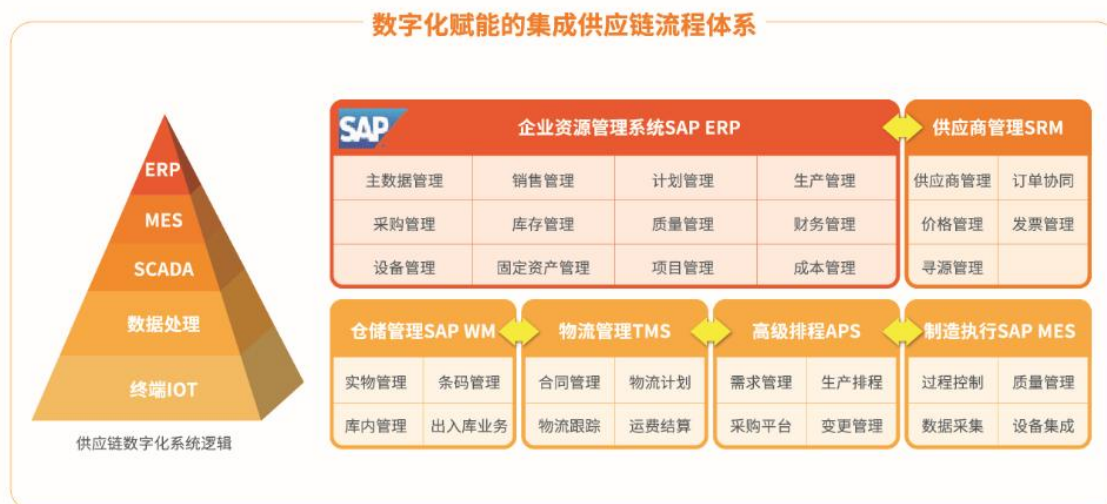 数字化赋能的集成供应链流程体系
ERP
MES
SCADA
数据处理
终端IOT
供应链数字化系统逻辑
SAP
企业资源管理系统SAP ERP
主数据管理 销售管理 计划管理 生产管理
采购管理 库存管理 质量管理 财务管理
设备管理 固定资产管理 项目管理 成本管理
供应商管理SRM
供应商管理 订单协同
价格管理 发票管理
寻源管理
仓储管理SAP WM
实物管理 条码管理
库内管理 出入库业务
物流管理TMS
合同管理 物流计划
物流跟踪 运费结算
高级排程APS
需求管理 生产排程
采购平台 变更管理
制造执行SAP MES
过程控制 质量管理
数据采集 设备集成